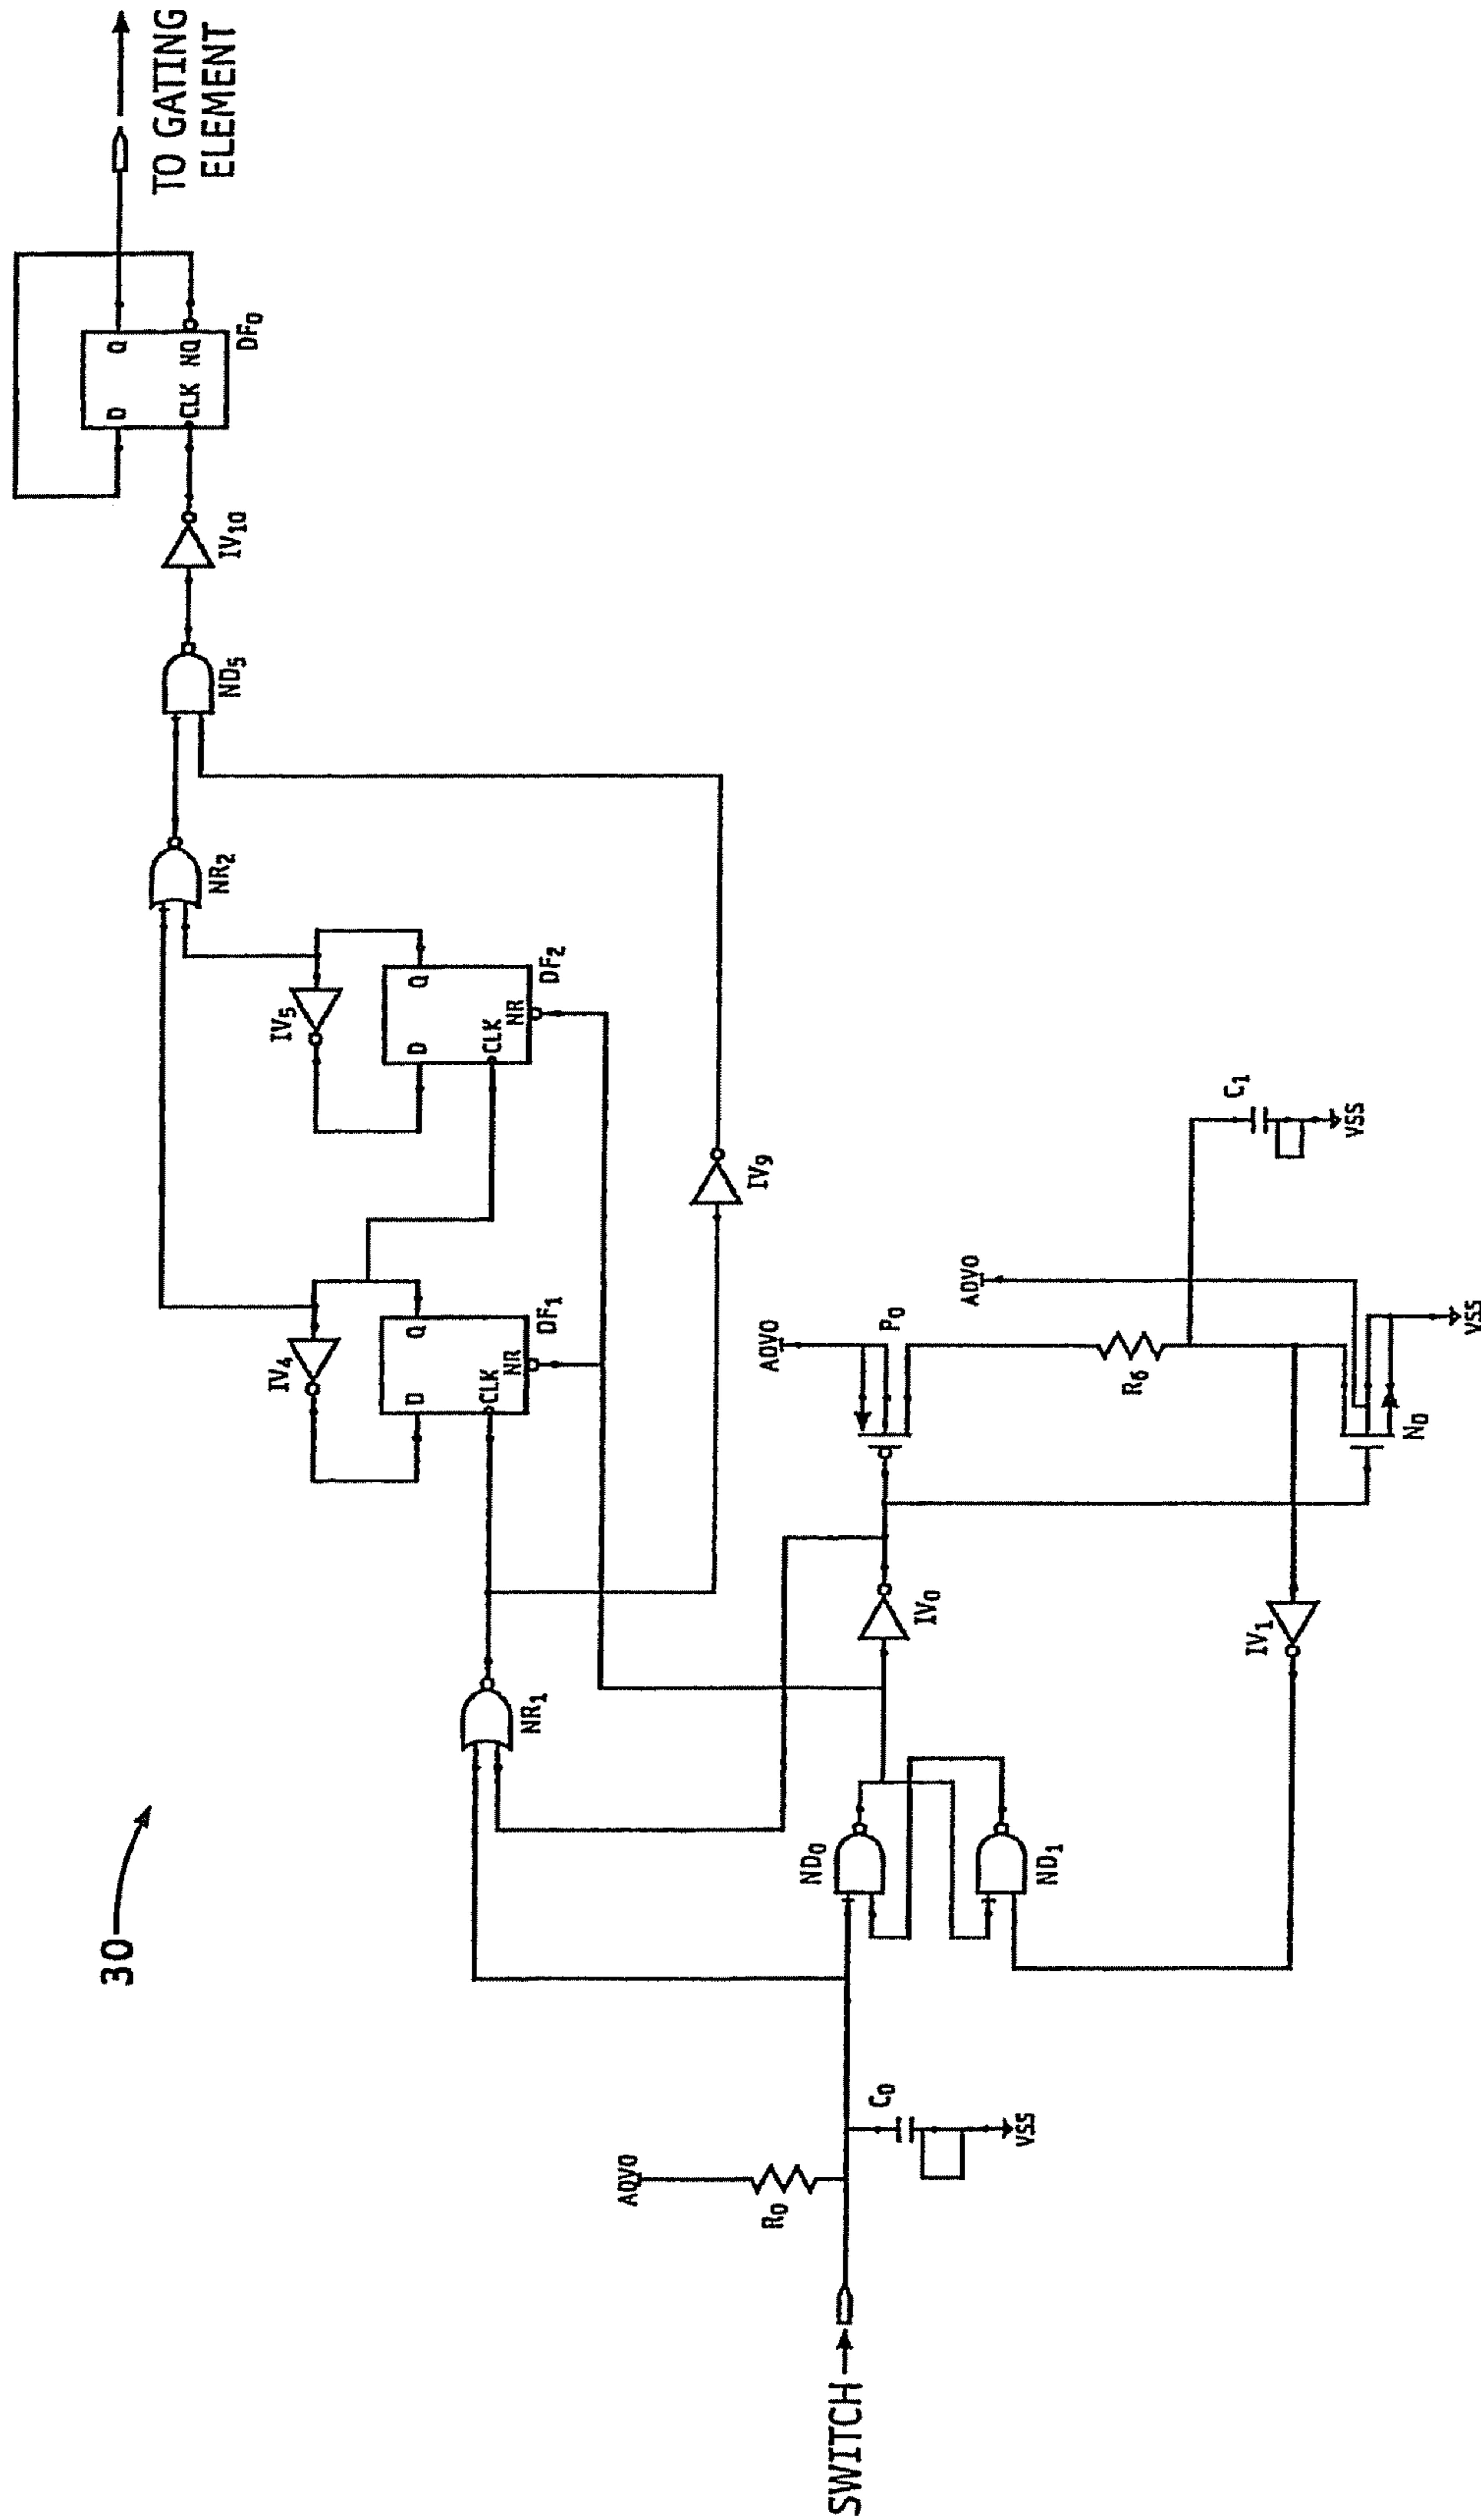 30
TO GATING
ELEMENT
D Q
CLK NQ
DF0
IV10
ND5
NR2
IV4
IV5
D Q
CLK
NR
DF1
D Q
CLK
NR
DF2
NR1
IV9
ADVO
R0
SWITCH
C0
VSS
ND0
ND1
IV0
ADVO
P0
ADVO
R6
C1
VSS
IV1
N0
VSS